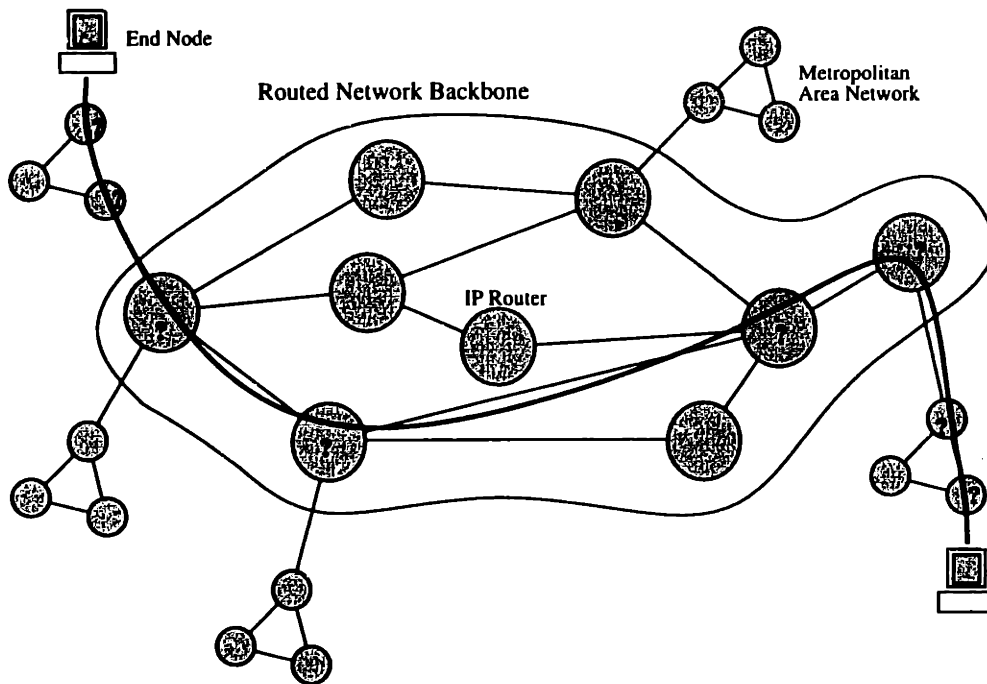 End Node
Routed Network Backbone
Metropolitan
Area Network
IP Router
?
?